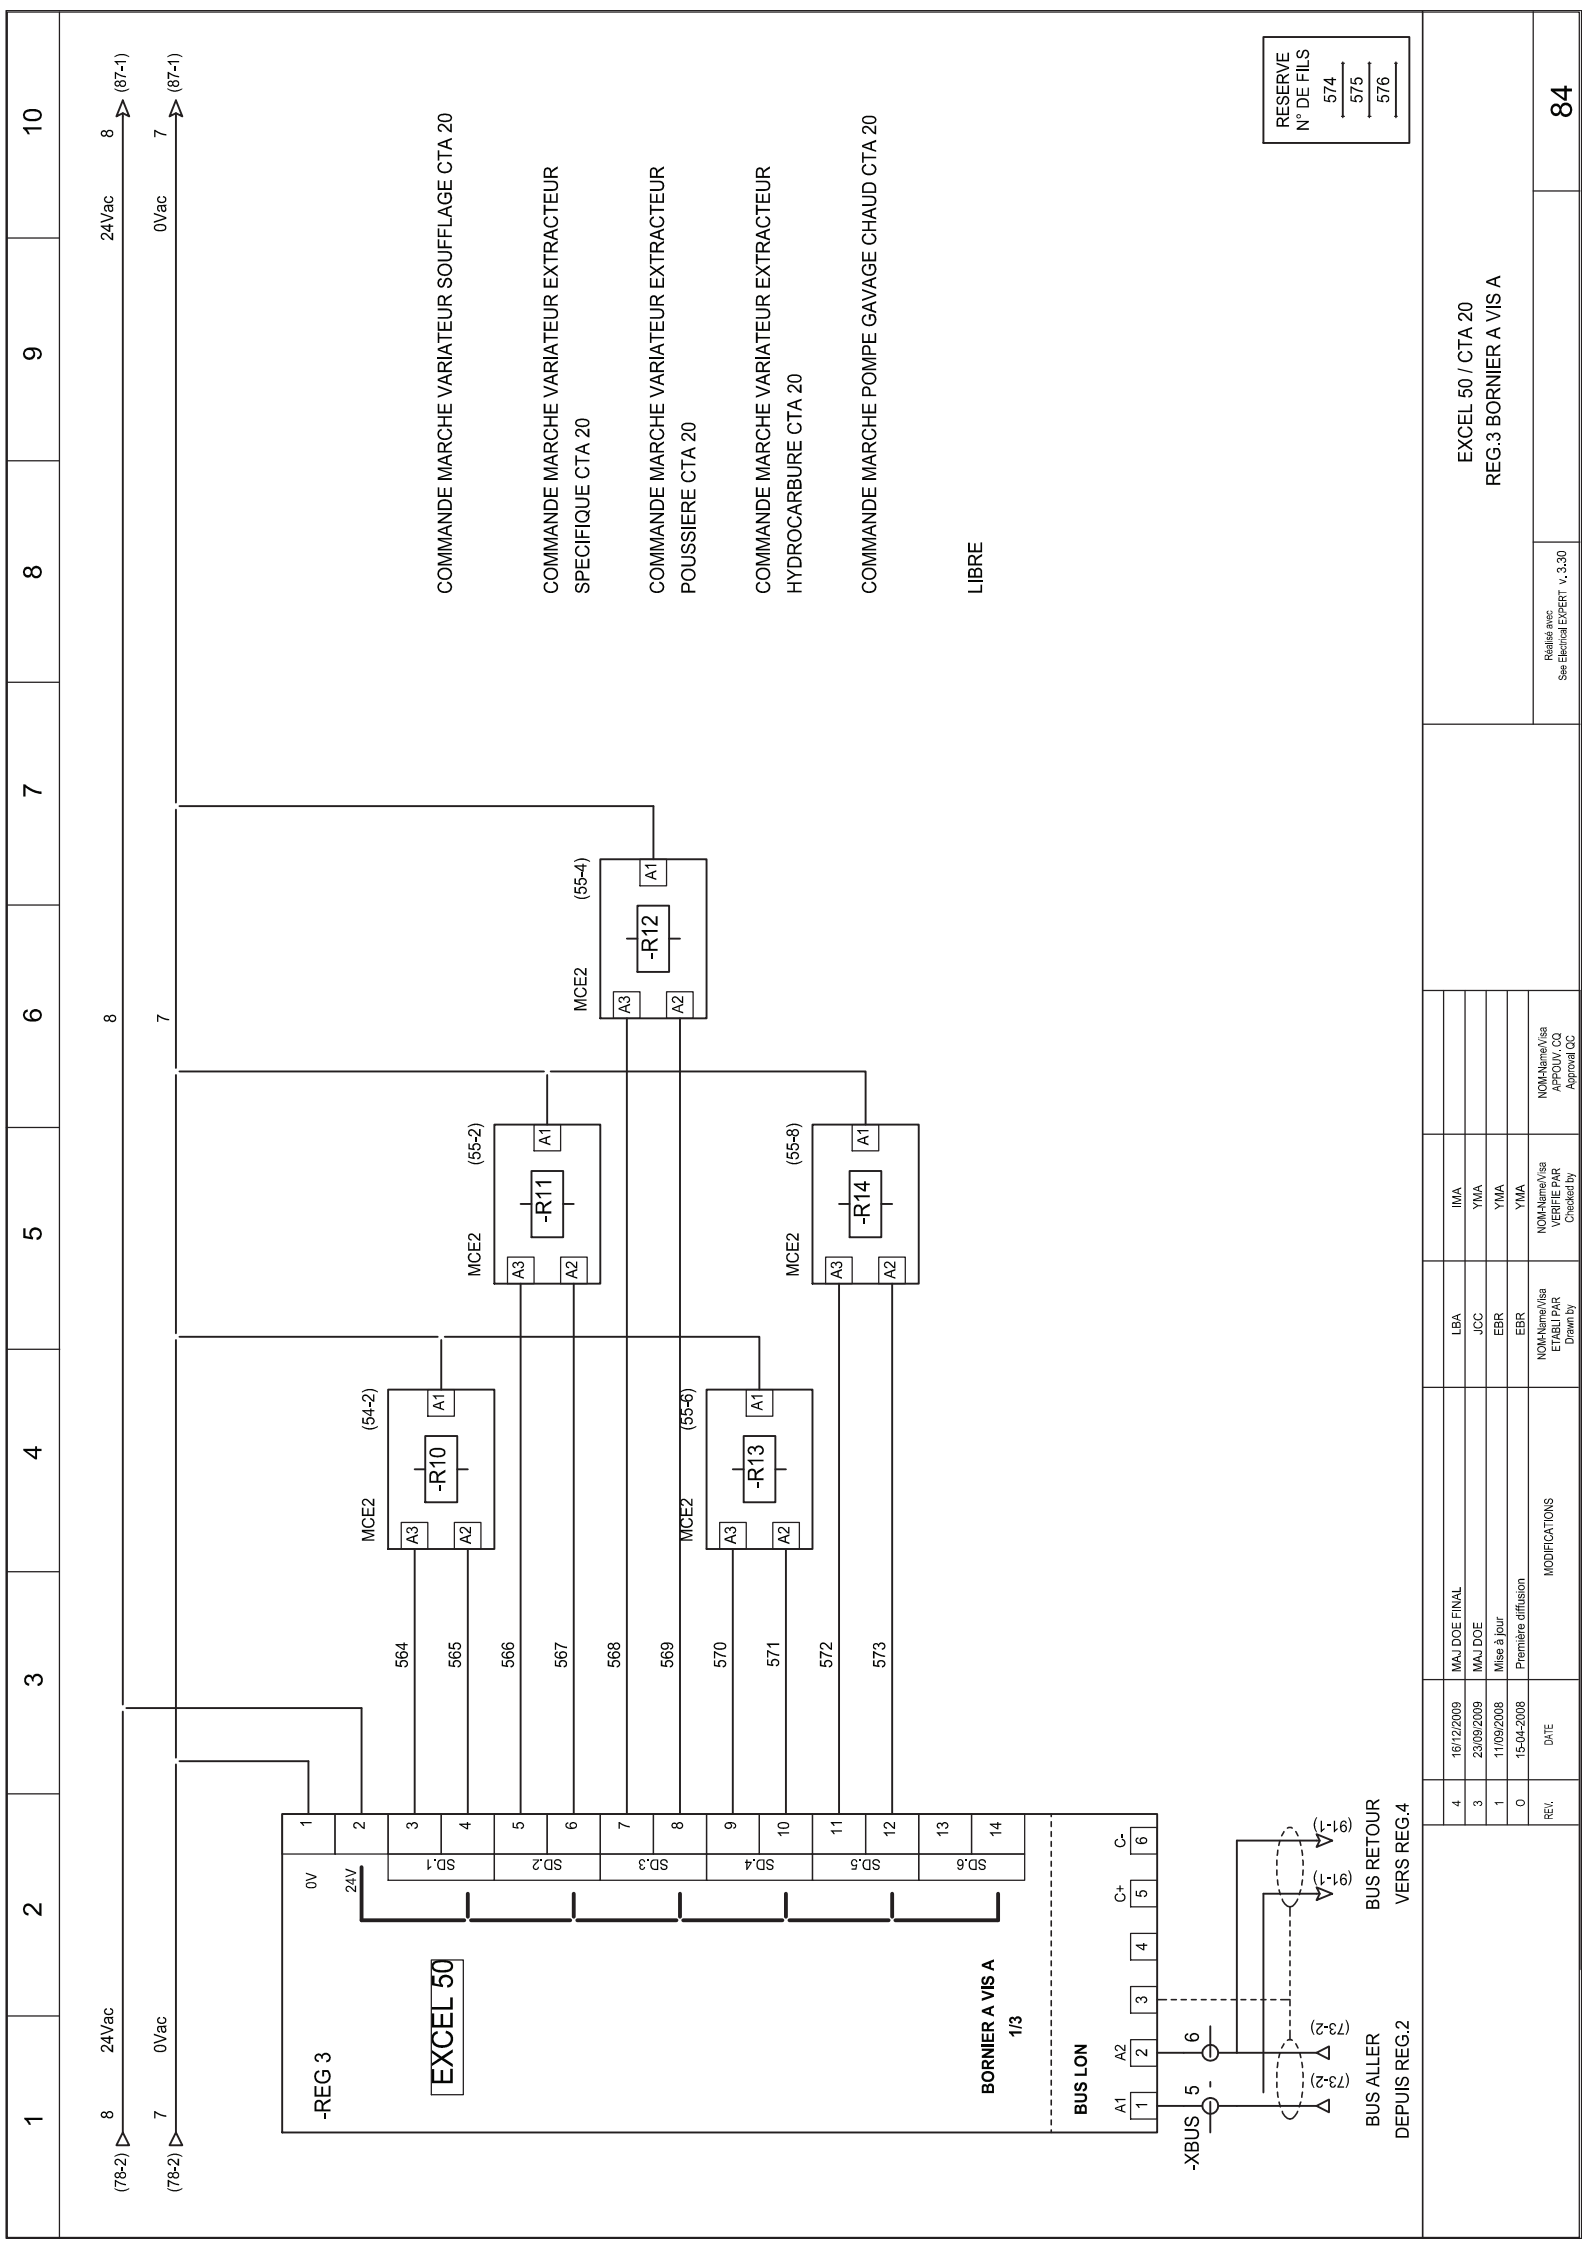 1 2 3 4 5 6 7 8 9 10
(78-2) 8 24Vac 8 24Vac 8 (87-1)
(78-2) 7 0Vac 7 0Vac 7 (87-1)
-REG 3
0V 1
24V 2
EXCEL 50
SD.1 3 564 A3 MCE2 -R10 A1 (54-2)
4 565 A2
COMMANDE MARCHE VARIATEUR SOUFFLAGE CTA 20
SD.2 5 566 A3 MCE2 -R11 A1 (55-2)
6 567 A2
COMMANDE MARCHE VARIATEUR EXTRACTEUR
SPECIFIQUE CTA 20
SD.3 7 568 A3 MCE2 -R12 A1 (55-4)
8 569 A2
COMMANDE MARCHE VARIATEUR EXTRACTEUR
POUSSIERE CTA 20
SD.4 9 570 A3 MCE2 -R13 A1 (55-6)
10 571 A2
COMMANDE MARCHE VARIATEUR EXTRACTEUR
HYDROCARBURE CTA 20
SD.5 11 572 A3 MCE2 -R14 A1 (55-8)
12 573 A2
COMMANDE MARCHE POMPE GAVAGE CHAUD CTA 20
SD.6 13
14
LIBRE
BORNIER A VIS A
1/3
BUS LON
A1 A2 C+ C-
1 2 3 4 5 6
-XBUS 5 - 6
(73-2) (73-2) (91-1) (91-1)
BUS ALLER
DEPUIS REG.2
BUS RETOUR
VERS REG.4
RESERVE
N° DE FILS
574
575
576
4 16/12/2009 MAJ DOE FINAL LBA IMA
3 23/09/2009 MAJ DOE JCC YMA
1 11/09/2008 Mise à jour EBR YMA
O 15-04-2008 Première diffusion EBR YMA
REV. DATE MODIFICATIONS
NOM-Name/Visa
ETABLI PAR
Drawn by
NOM-Name/Visa
VERIFIE PAR
Checked by
NOM-Name/Visa
APPOUV. CQ
Approval QC
EXCEL 50 / CTA 20
REG.3 BORNIER A VIS A
Réalisé avec
See Electrical EXPERT v. 3.30
84